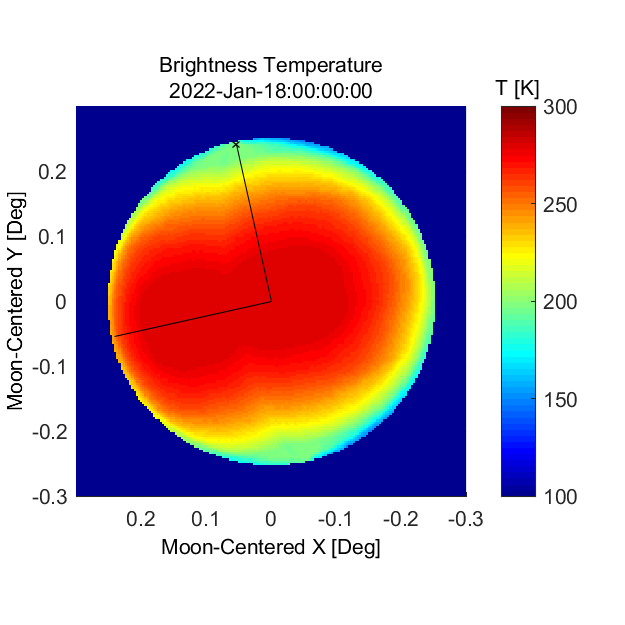 Brightness Temperature
2022-Jan-18:00:00:00
T [K]
300
250
200
150
100
Moon-Centered Y [Deg]
0.2
0.1
0
-0.1
-0.2
-0.3
0.2 0.1 0 -0.1 -0.2 -0.3
Moon-Centered X [Deg]